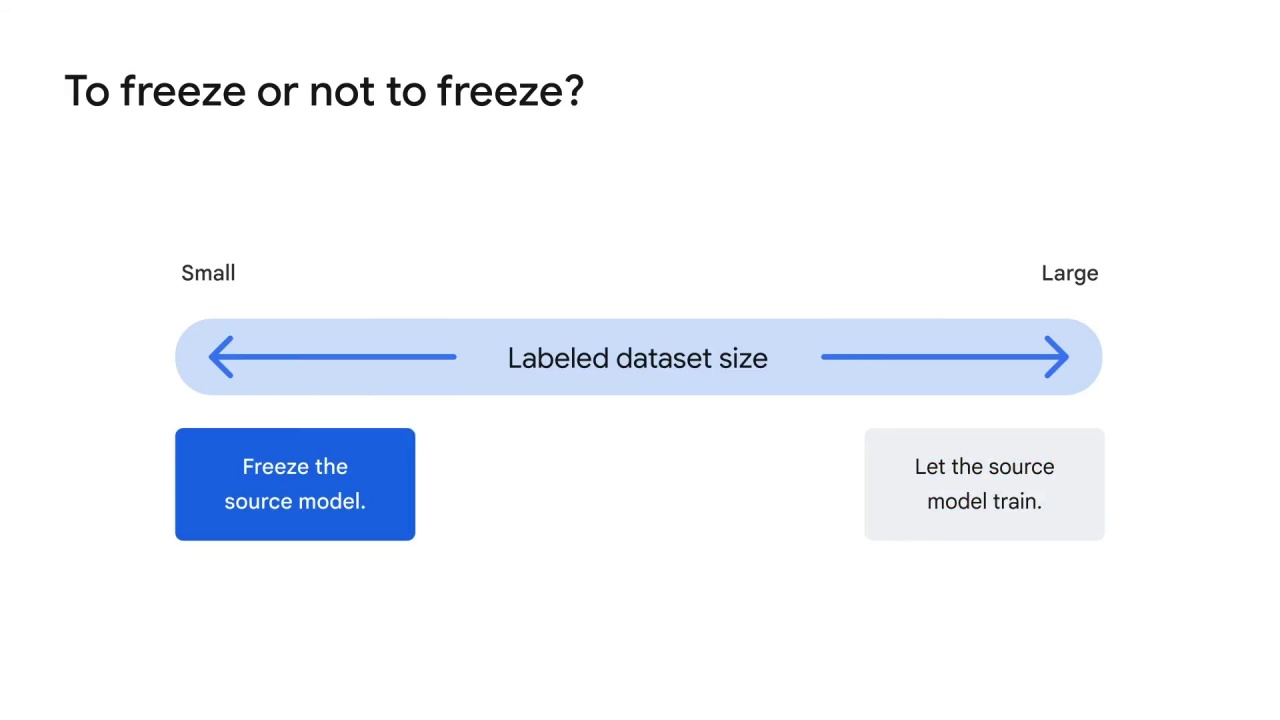 To freeze or not to freeze?
Small
Large
Labeled dataset size
Freeze the
source model.
Let the source
model train.